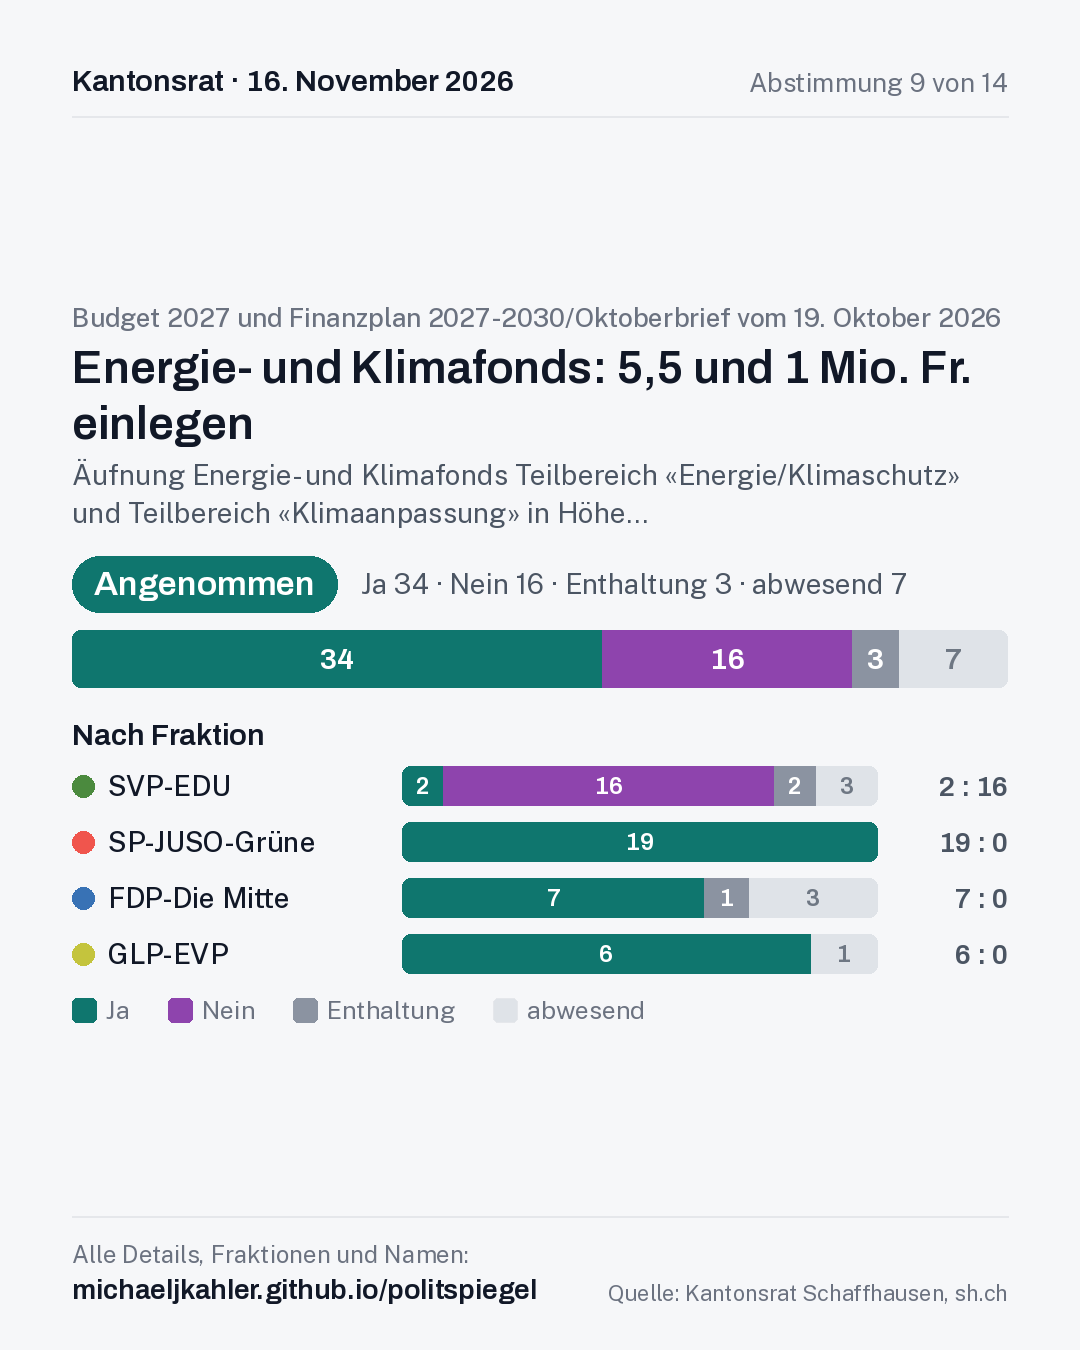 Kantonsrat · 16. November 2026
Abstimmung 9 von 14
Budget 2027 und Finanzplan 2027-2030/Oktoberbrief vom 19. Oktober 2026
Energie- und Klimafonds: 5,5 und 1 Mio. Fr.
einlegen
Äufnung Energie- und Klimafonds Teilbereich «Energie/Klimaschutz»
und Teilbereich «Klimaanpassung» in Höhe…
Angenommen
Ja 34 · Nein 16 · Enthaltung 3 · abwesend 7
34 16 3 7
Nach Fraktion
SVP-EDU 2 16 2 3 2 : 16
SP-JUSO-Grüne 19 19 : 0
FDP-Die Mitte 7 1 3 7 : 0
GLP-EVP 6 1 6 : 0
Ja Nein Enthaltung abwesend
Alle Details, Fraktionen und Namen:
michaeljkahler.github.io/politspiegel
Quelle: Kantonsrat Schaffhausen, sh.ch